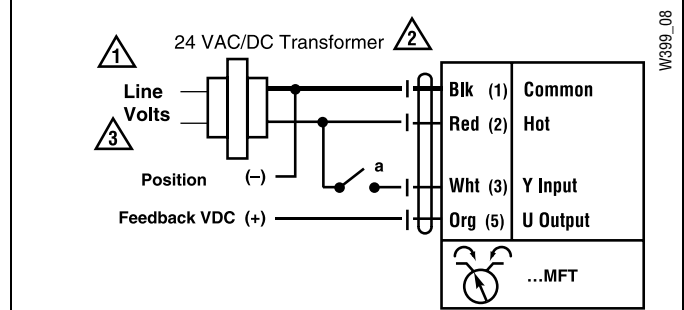 W399_08
1
24 VAC/DC Transformer
2
Line
Volts
3
Blk (1) Common
Red (2) Hot
a
Position (–)
Wht (3) Y Input
Feedback VDC (+)
Org (5) U Output
...MFT